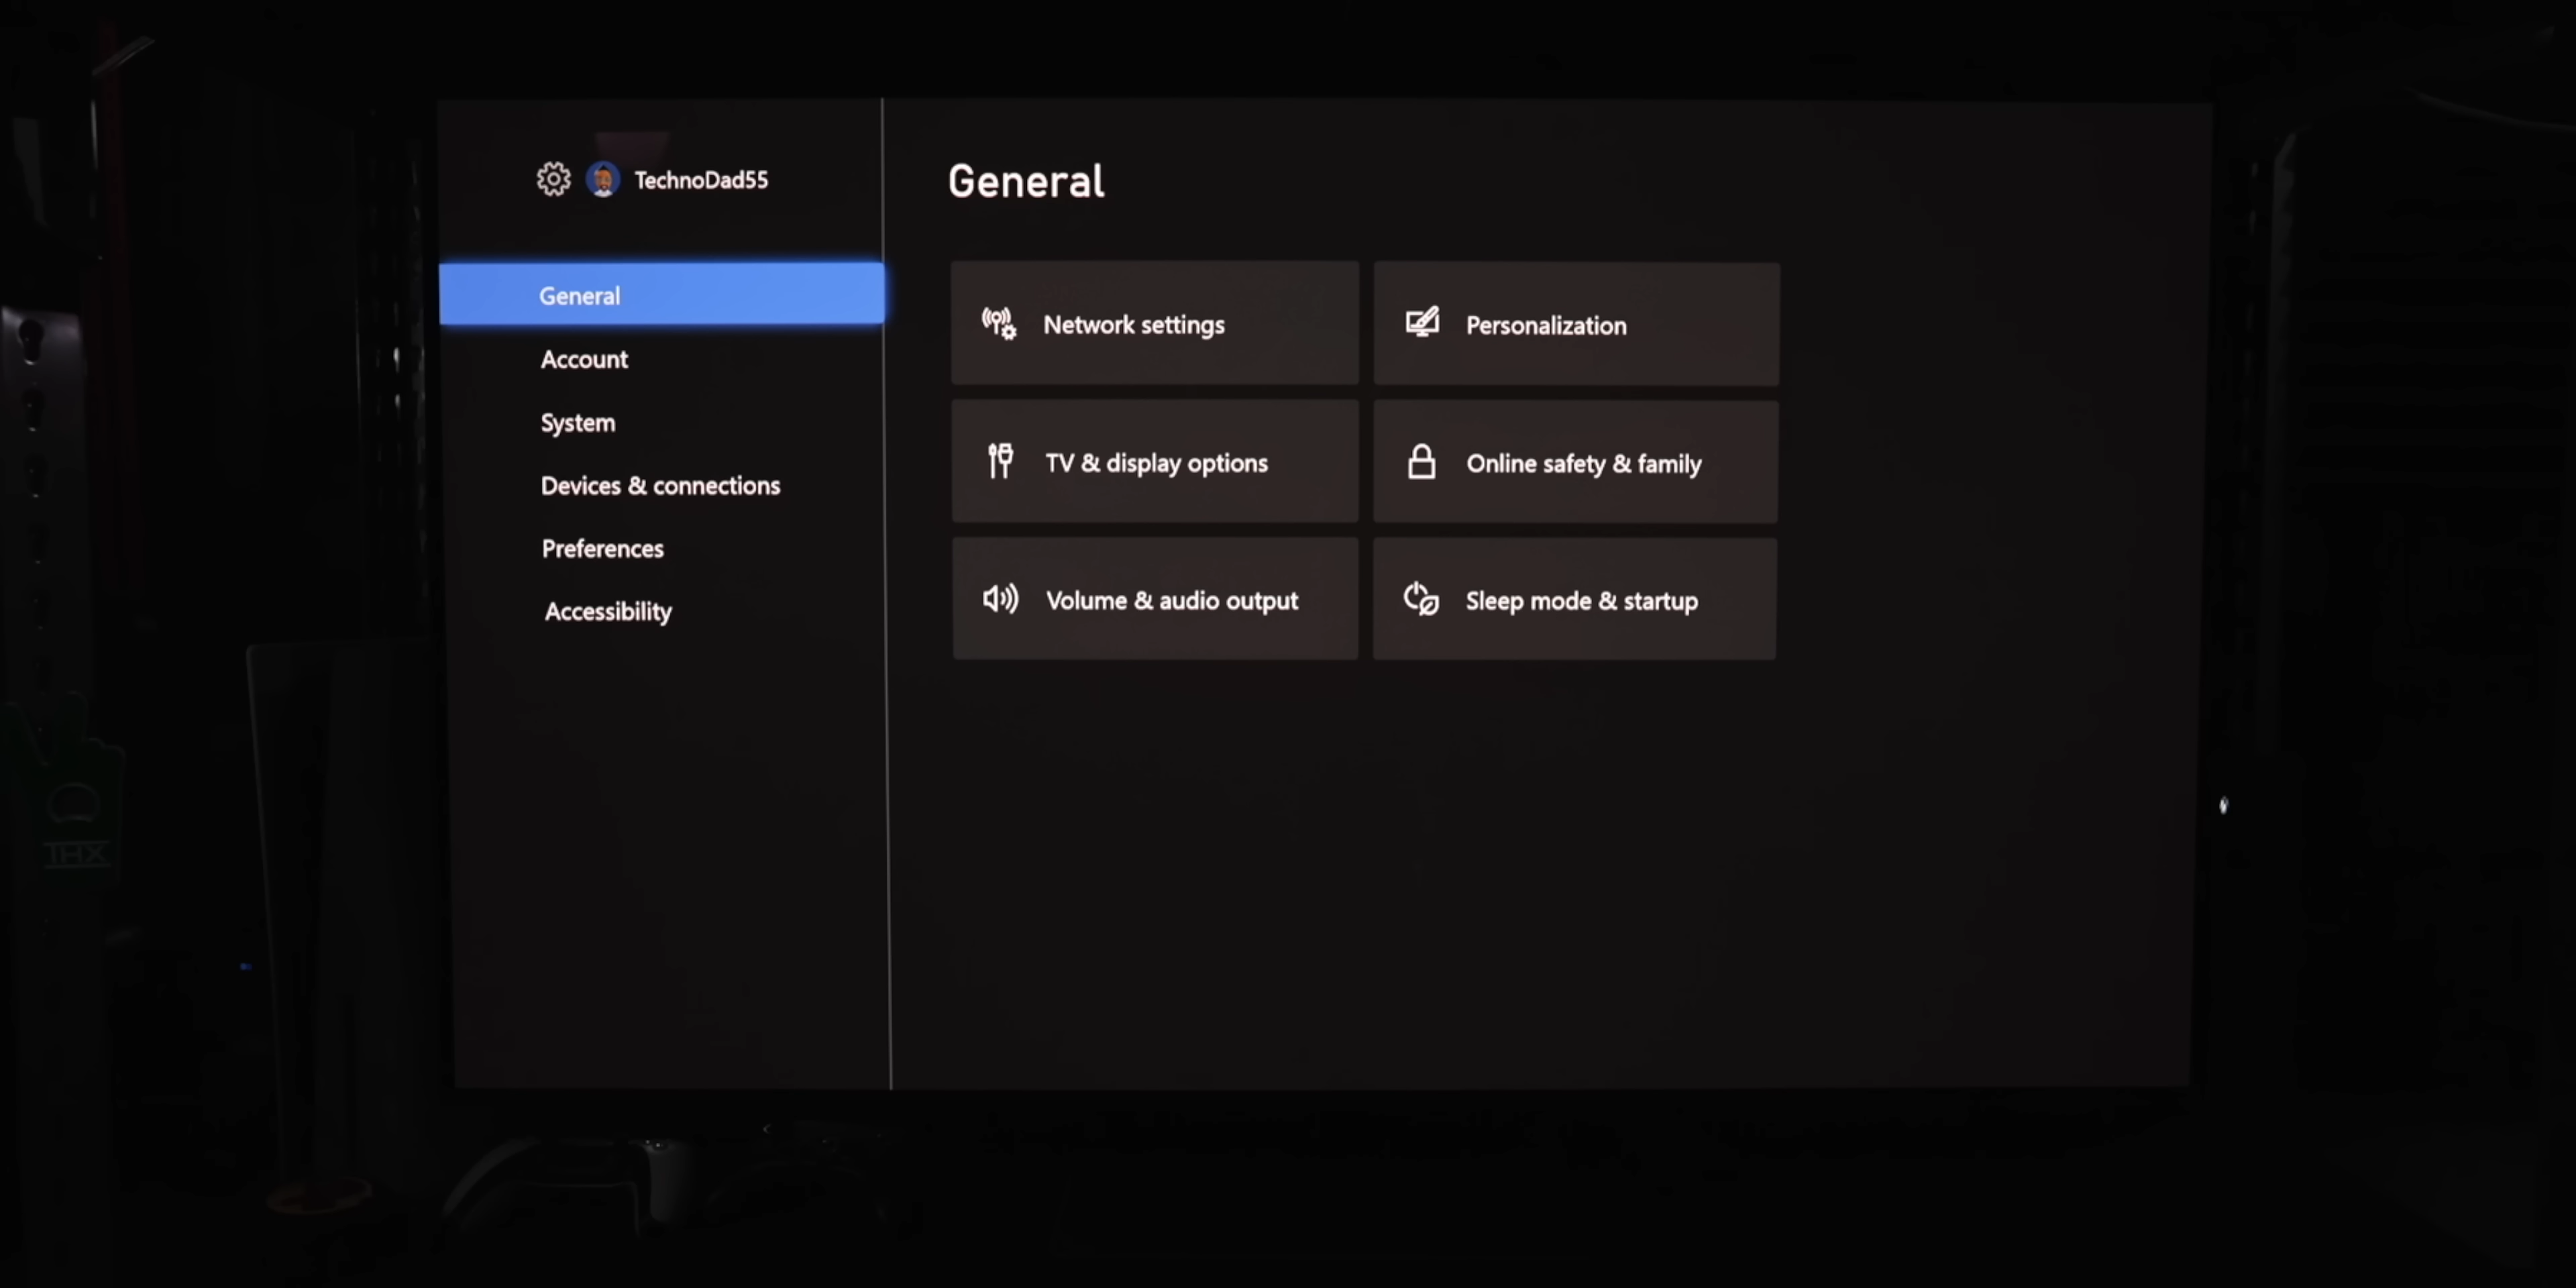 TechnoDad55
General
Account
System
Devices & connections
Preferences
Accessibility
General
Network settings
Personalization
TV & display options
Online safety & family
Volume & audio output
Sleep mode & startup
THX